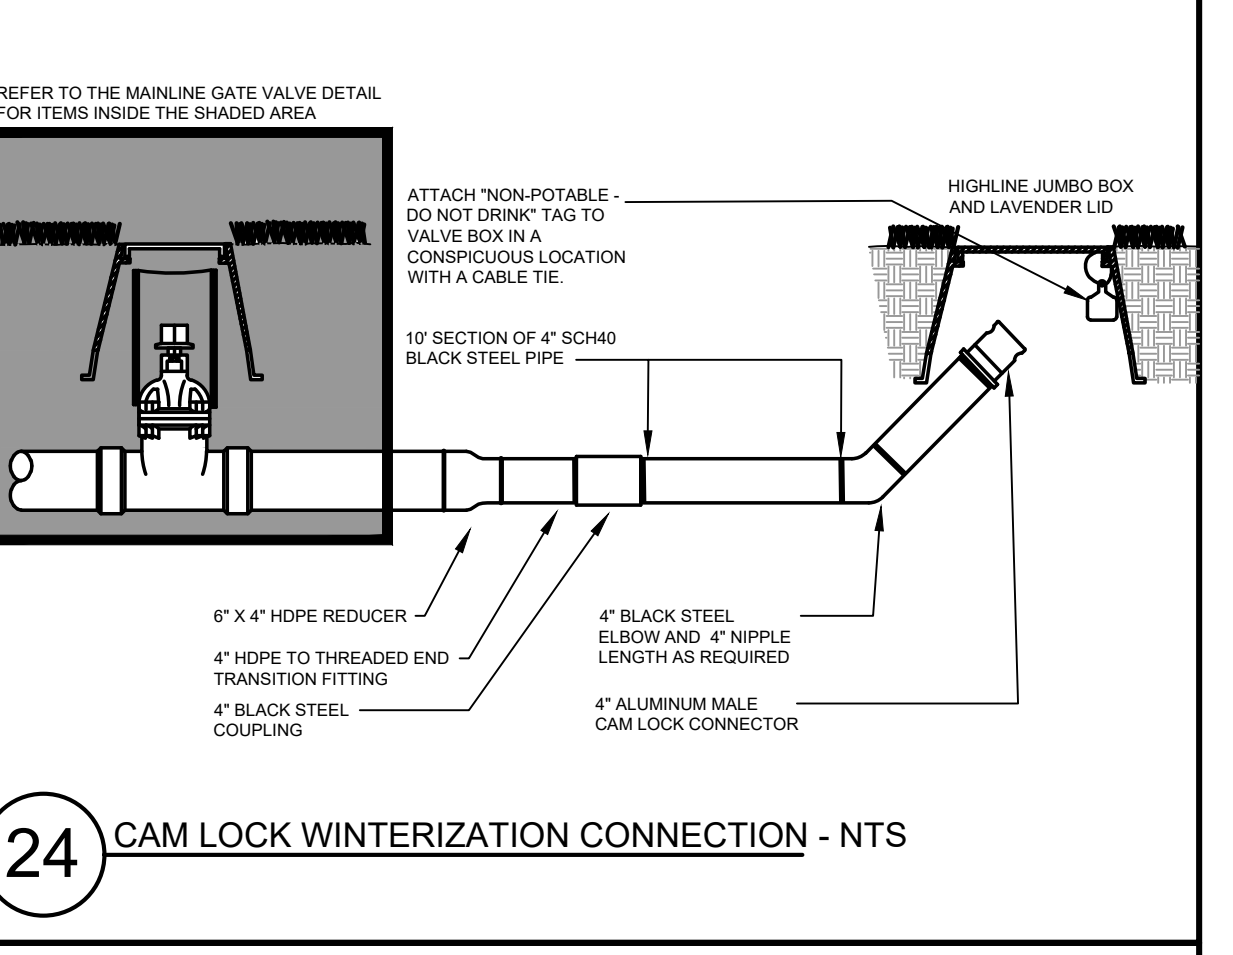 REFER TO THE MAINLINE GATE VALVE DETAIL
FOR ITEMS INSIDE THE SHADED AREA
ATTACH "NON-POTABLE -
DO NOT DRINK" TAG TO
VALVE BOX IN A
CONSPICUOUS LOCATION
WITH A CABLE TIE.
HIGHLINE JUMBO BOX
AND LAVENDER LID
10' SECTION OF 4" SCH40
BLACK STEEL PIPE
6" X 4" HDPE REDUCER
4" HDPE TO THREADED END
TRANSITION FITTING
4" BLACK STEEL
COUPLING
4" BLACK STEEL
ELBOW AND 4" NIPPLE
LENGTH AS REQUIRED
4" ALUMINUM MALE
CAM LOCK CONNECTOR
24
CAM LOCK WINTERIZATION CONNECTION - NTS